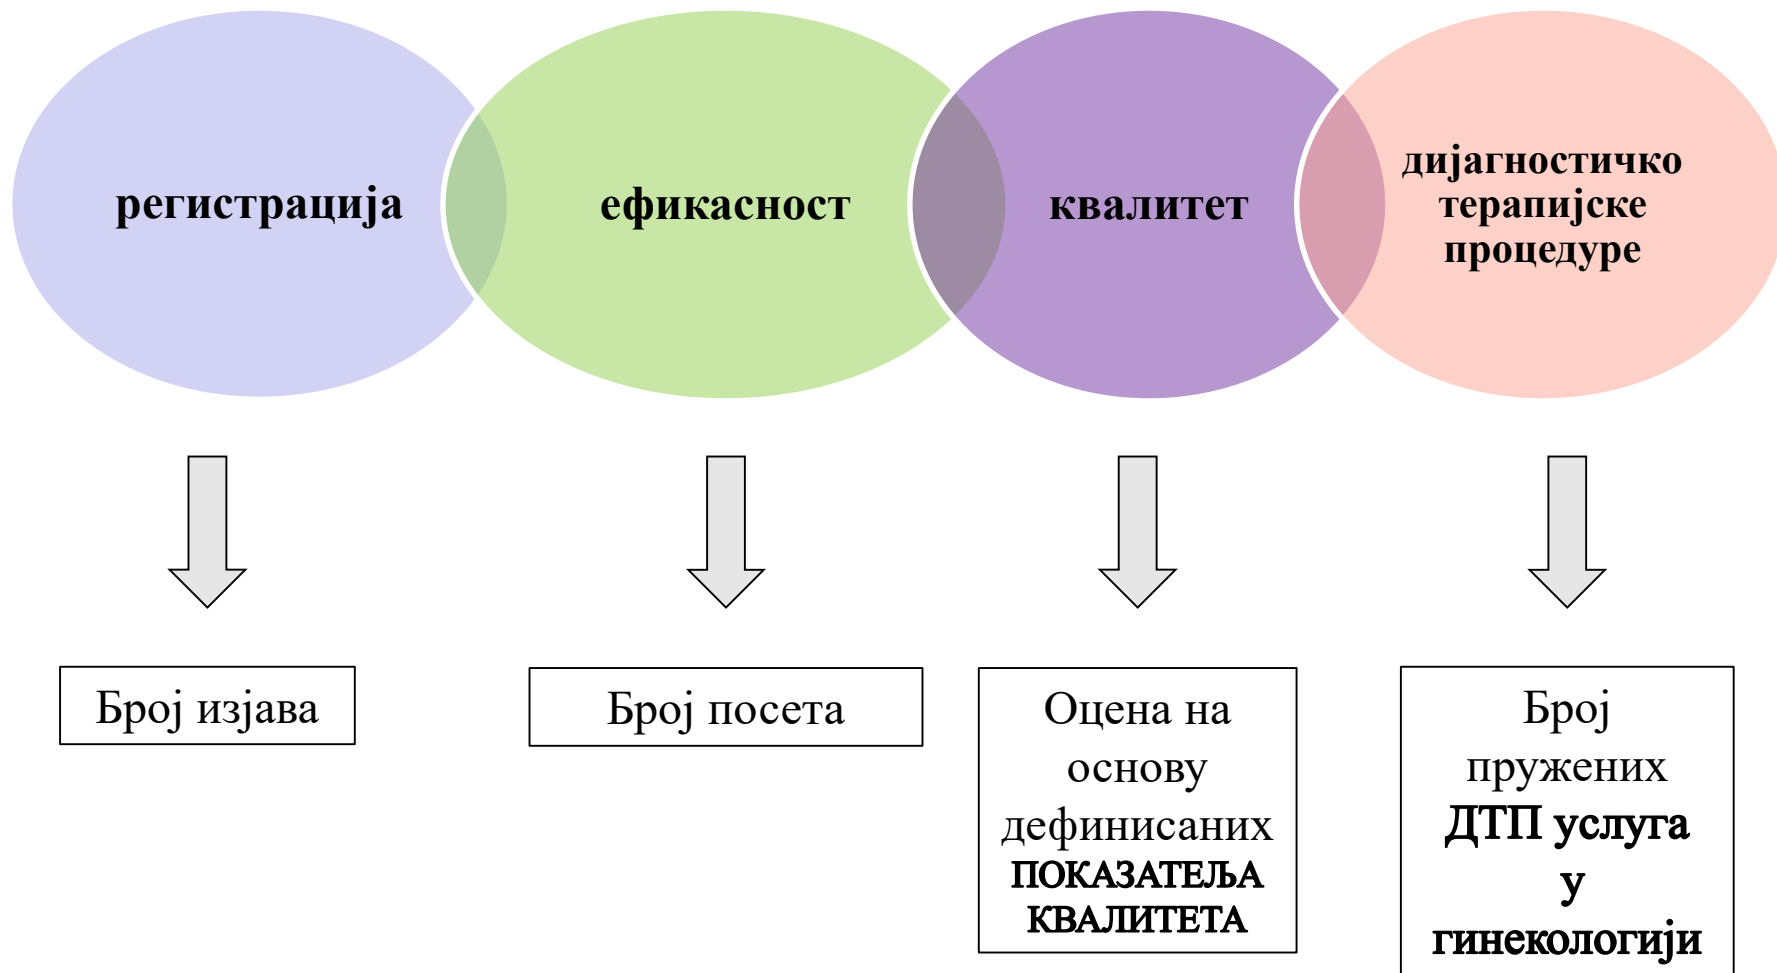 регистрација
ефикасност
квалитет
дијагностичко
терапијске
процедуре
Број изјава
Број посета
Оцена на
основу
дефинисаних
ПОКАЗАТЕЉА
КВАЛИТЕТА
Број
пружених
ДТП услуга
у
гинекологији